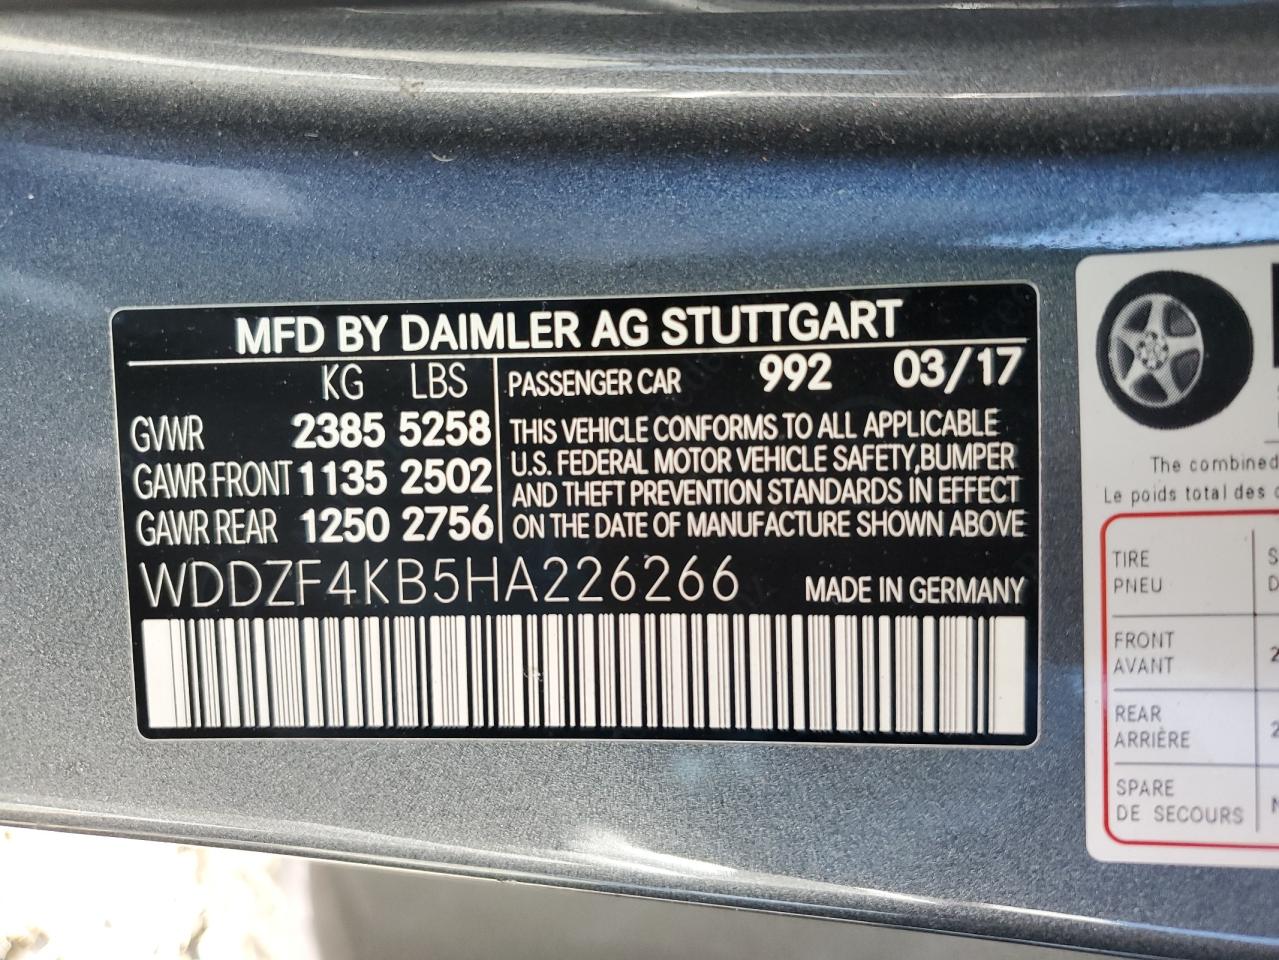 MFD BY DAIMLER AG STUTTGART
KG LBS
GVWR 2385 5258
GAWR FRONT 1135 2502
GAWR REAR 1250 2756
PASSENGER CAR 992 03/17
THIS VEHICLE CONFORMS TO ALL APPLICABLE
U.S. FEDERAL MOTOR VEHICLE SAFETY, BUMPER
AND THEFT PREVENTION STANDARDS IN EFFECT
ON THE DATE OF MANUFACTURE SHOWN ABOVE
WDDZF4KB5HA226266 MADE IN GERMANY
The combined
Le poids total des
TIRE
PNEU
FRONT
AVANT
REAR
ARRIÈRE
SPARE
DE SECOURS